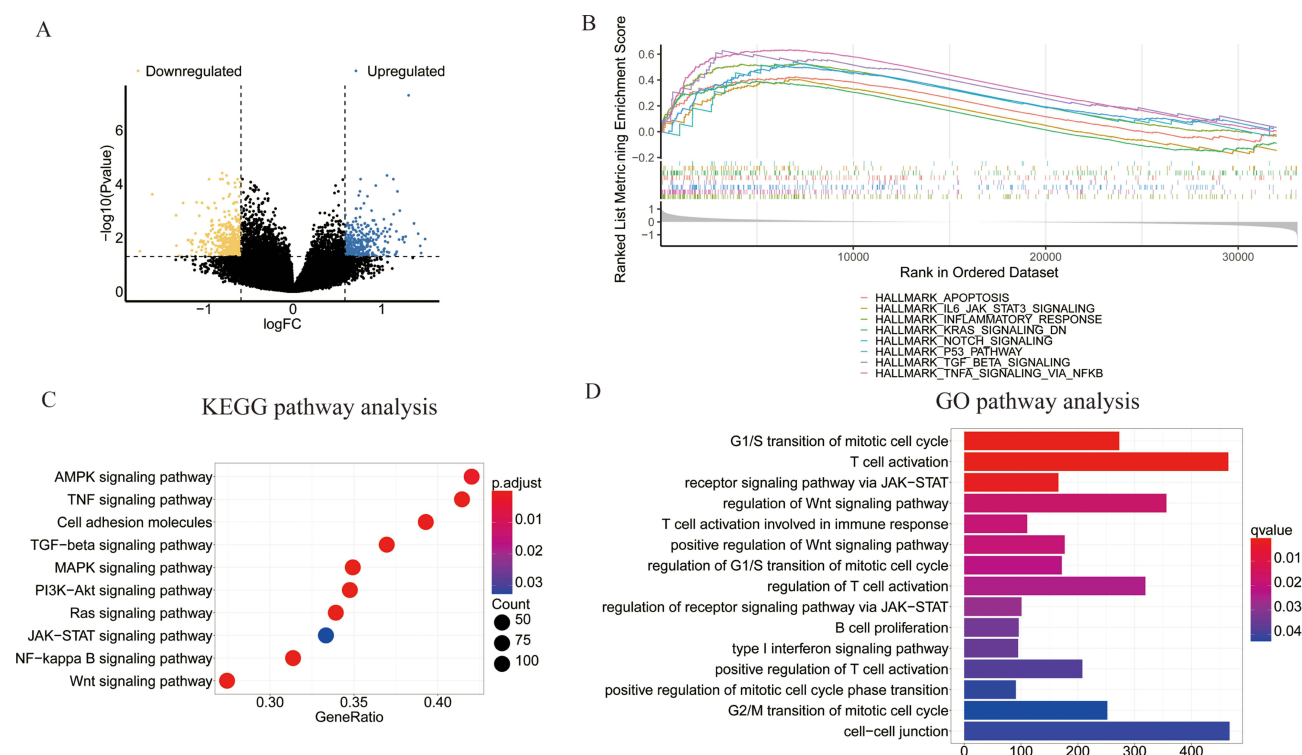 A
Downregulated
Upregulated
−log10(Pvalue)
6
4
2
0
−1
0
1
logFC
B
Ranked List Metric ning Enrichment Score
0.6
0.4
0.2
0.0
−0.2
1
0
−1
10000
20000
30000
Rank in Ordered Dataset
HALLMARK_APOPTOSIS
HALLMARK_IL6_JAK_STAT3_SIGNALING
HALLMARK_INFLAMMATORY_RESPONSE
HALLMARK_KRAS_SIGNALING_DN
HALLMARK_NOTCH_SIGNALING
HALLMARK_P53_PATHWAY
HALLMARK_TGF_BETA_SIGNALING
HALLMARK_TNFA_SIGNALING_VIA_NFKB
C
KEGG pathway analysis
AMPK signaling pathway
TNF signaling pathway
Cell adhesion molecules
TGF−beta signaling pathway
MAPK signaling pathway
PI3K−Akt signaling pathway
Ras signaling pathway
JAK−STAT signaling pathway
NF−kappa B signaling pathway
Wnt signaling pathway
0.30
0.35
0.40
GeneRatio
p.adjust
0.01
0.02
0.03
Count
50
75
100
D
GO pathway analysis
G1/S transition of mitotic cell cycle
T cell activation
receptor signaling pathway via JAK−STAT
regulation of Wnt signaling pathway
T cell activation involved in immune response
positive regulation of Wnt signaling pathway
regulation of G1/S transition of mitotic cell cycle
regulation of T cell activation
regulation of receptor signaling pathway via JAK−STAT
B cell proliferation
type I interferon signaling pathway
positive regulation of T cell activation
positive regulation of mitotic cell cycle phase transition
G2/M transition of mitotic cell cycle
cell−cell junction
0
100
200
300
400
qvalue
0.01
0.02
0.03
0.04